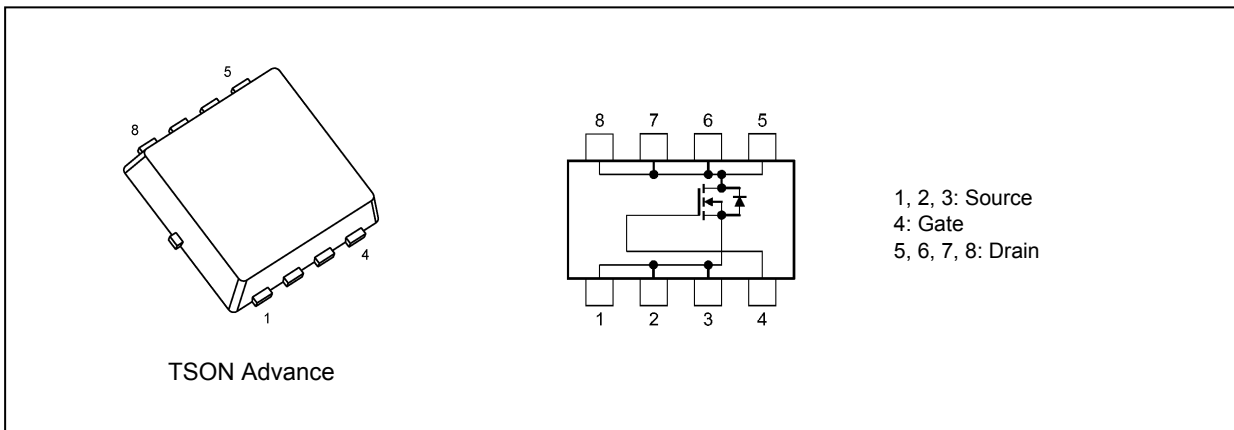 5
8
4
1
TSON Advance
8 7 6 5
1 2 3 4
1, 2, 3: Source
4: Gate
5, 6, 7, 8: Drain